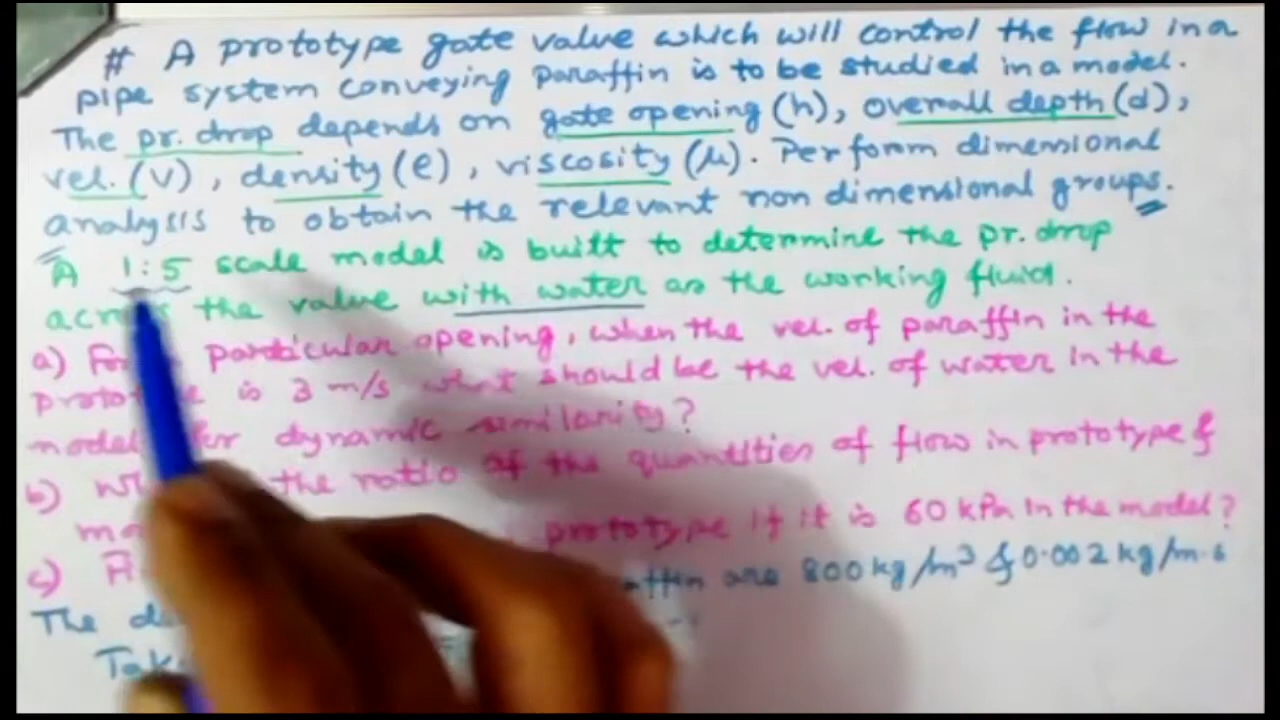 # A prototype gate value which will control the flow in a
pipe system conveying paraffin is to be studied in a model.
The pr. drop depends on gate opening (h), overall depth (d),
vel. (V), density (e), viscosity (μ). Perform dimensional
analysis to obtain the relevant non dimensional groups.
A 1:5 scale model is built to determine the pr. drop
the value with water as the working fluid.
a) particular opening, when the vel. of paraffin in the
is 3 m/s what should be the vel. of water in the
model dynamic similarity?
b) the ratio of the quantities of flow in prototype &
c) prototype if it is 60 kPa in the model?
The are 800 kg/m³ & 0.002 kg/m-s